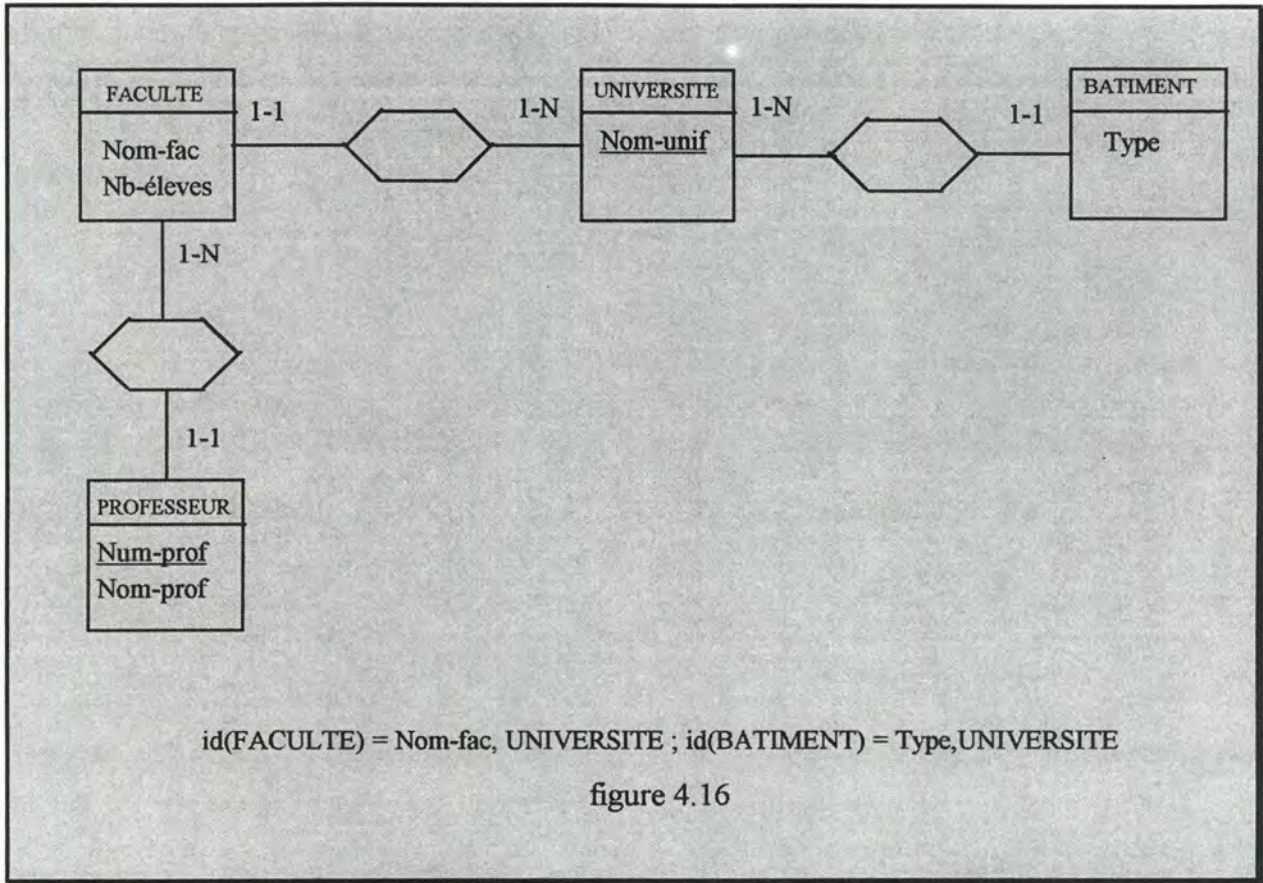 FACULTE
Nom-fac
Nb-éleves
1-1
1-N
UNIVERSITE
Nom-unif
1-N
1-1
BATIMENT
Type
1-N
1-1
PROFESSEUR
Num-prof
Nom-prof
id(FACULTE) = Nom-fac, UNIVERSITE ; id(BATIMENT) = Type,UNIVERSITE
figure 4.16